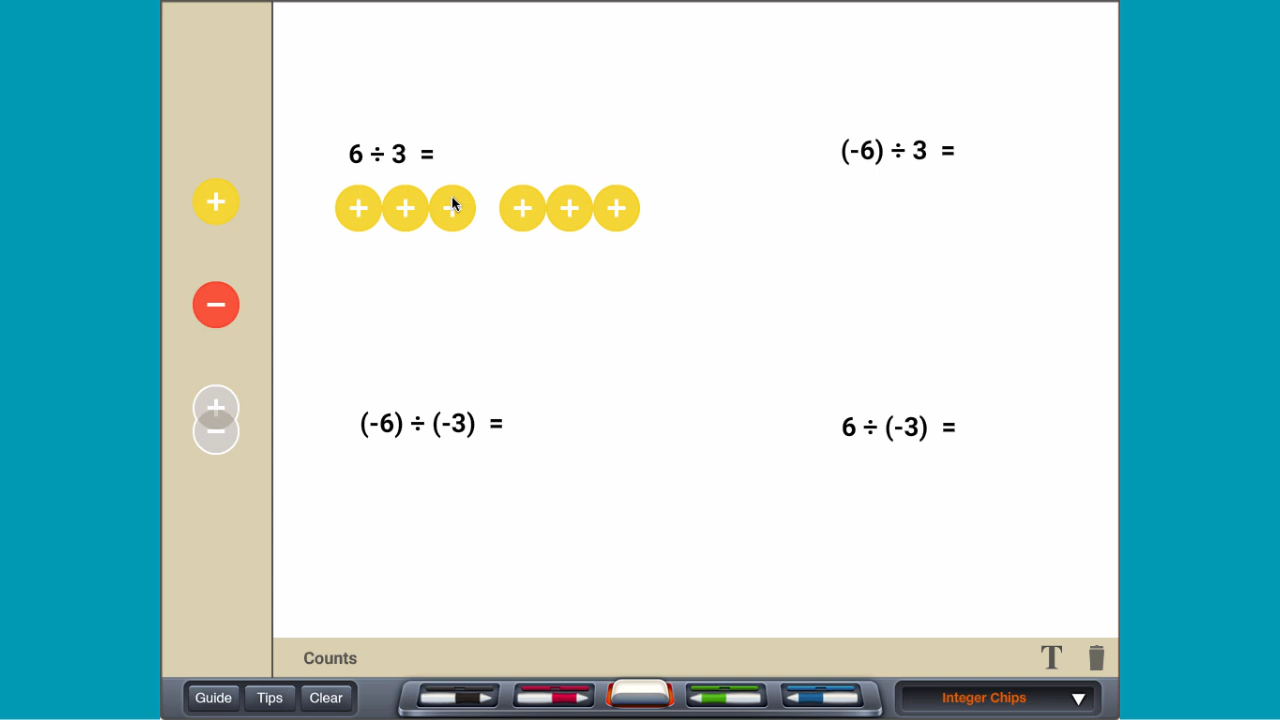 6 ÷ 3 =
(-6) ÷ 3 =
+
+ + + + + +
−
+
−
(-6) ÷ (-3) =
6 ÷ (-3) =
Counts
T
Guide
Tips
Clear
Integer Chips